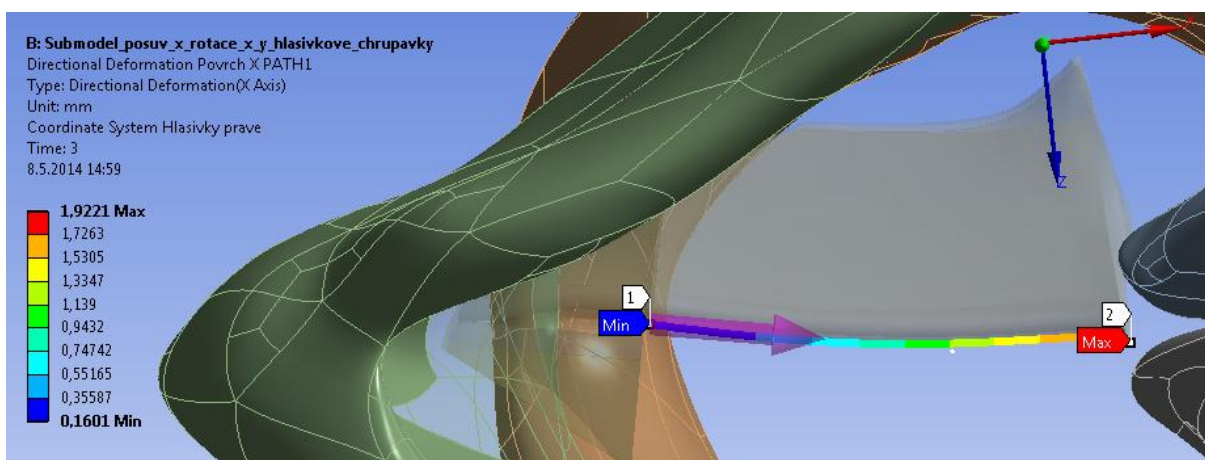 B: Submodel_posuv_x_rotace_x_y_hlasivkove_chrupavky
Directional Deformation Povrch X PATH1
Type: Directional Deformation(X Axis)
Unit: mm
Coordinate System Hlasivky prave
Time: 3
8.5.2014 14:59
1,9221 Max
1,7263
1,5305
1,3347
1,139
0,9432
0,74742
0,55165
0,35587
0,1601 Min
1
Min
2
Max
Z